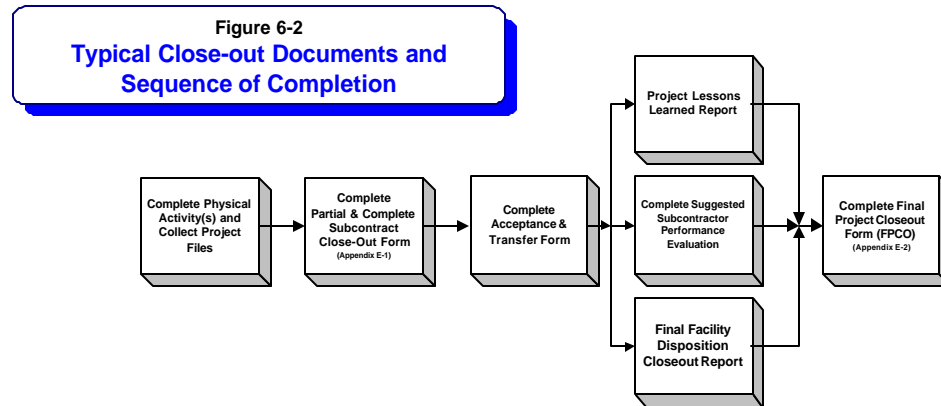 Figure 6-2
Typical Close-out Documents and
Sequence of Completion
Project Lessons
Learned Report
Complete Physical
Activity(s) and
Collect Project
Files
Complete
Partial & Complete
Subcontract
Close-Out Form
(Appendix E-1)
Complete
Acceptance &
Transfer Form
Complete Suggested
Subcontractor
Performance
Evaluation
Complete Final
Project Closeout
Form (FPCO)
(Appendix E-2)
Final Facility
Disposition
Closeout Report